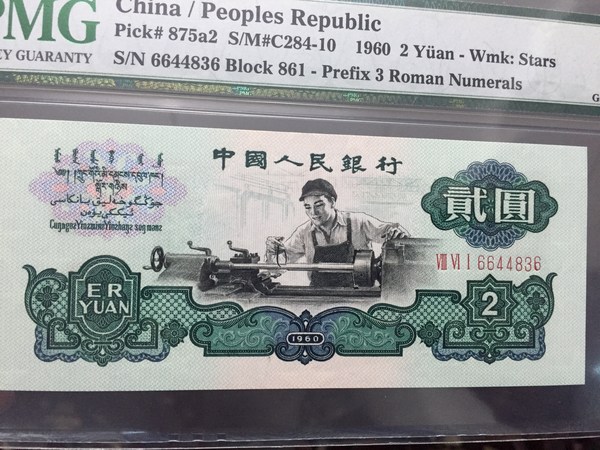 PMG
China / Peoples Republic
Pick# 875a2 S/M#C284-10 1960 2 Yüan - Wmk: Stars
S/N 6644836 Block 861 - Prefix 3 Roman Numerals
GUARANTY
中國人民銀行
貳圓
VIII VI I 6644836
ER
YUAN
2
1960